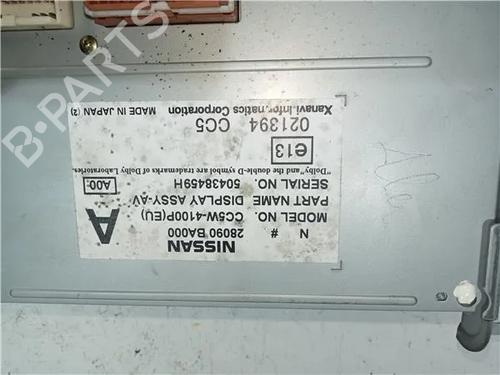 NISSAN
# 28090 BA000
N
MODEL NO. CC5W-4100P(EU)
PART NAME DISPLAY ASSY-AV
SERIAL NO. 50438459H
A
A00
"Dolby"and the double-D symbol are trademarks of Dolby Laboratories.
e13
021394 CC5
Xanavi Informatics Corporation MADE IN JAPAN (2)
B-PARTS